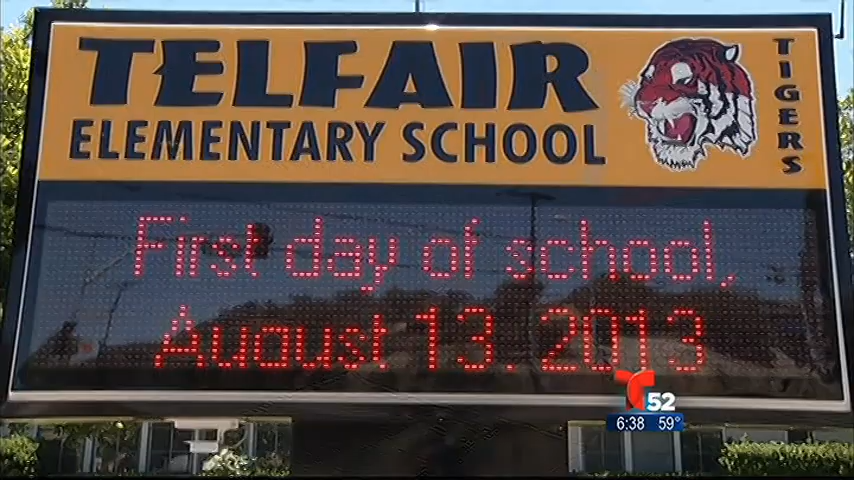 TELFAIR
ELEMENTARY SCHOOL
TIGERS
First day of school,
August 13, 2013
52
6:38 59°